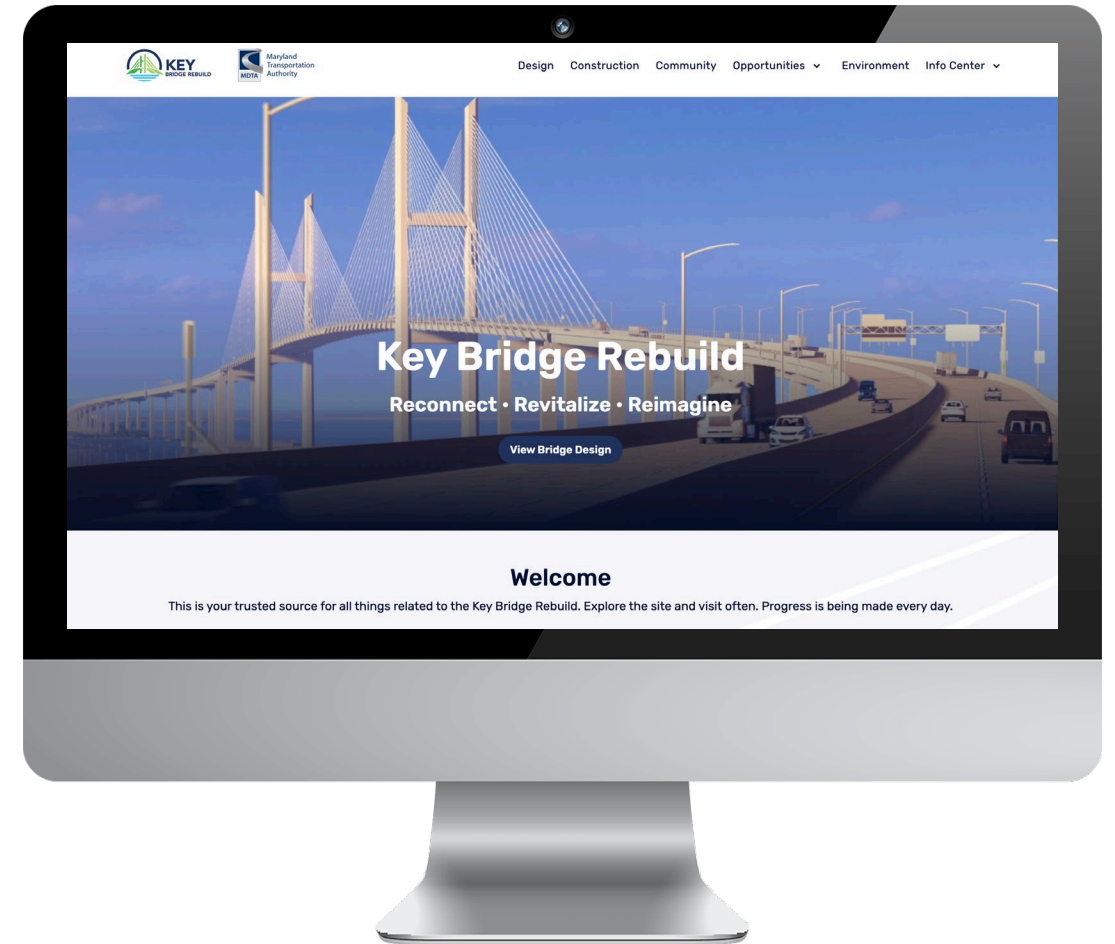 KEY
BRIDGE REBUILD
MDTA
Maryland
Transportation
Authority
Design Construction Community Opportunities Environment Info Center
Key Bridge Rebuild
Reconnect • Revitalize • Reimagine
View Bridge Design
Welcome
This is your trusted source for all things related to the Key Bridge Rebuild. Explore the site and visit often. Progress is being made every day.